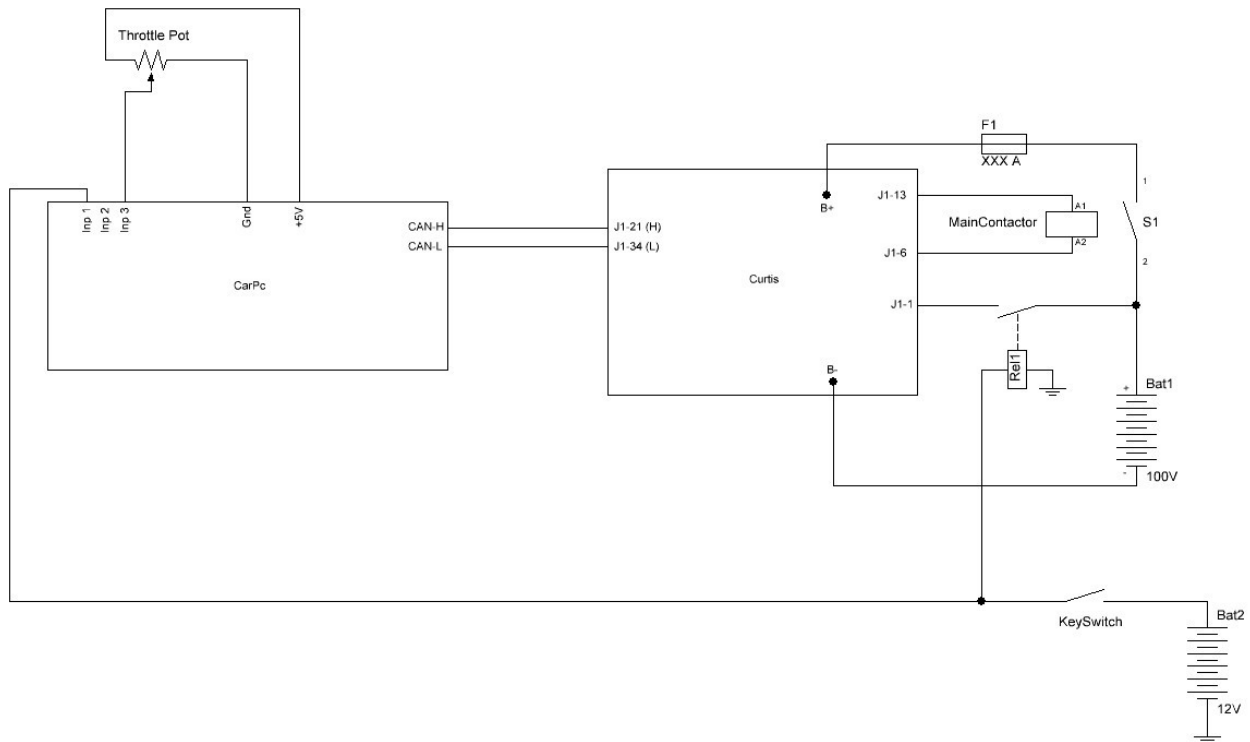 Throttle Pot
F1
XXX A
1
B+
J1-13
A1
MainContactor
S1
A2
Inp 1
Inp 2
Inp 3
Gnd
+5V
CAN-H
J1-21 (H)
CAN-L
J1-34 (L)
J1-6
2
CarPc
Curtis
J1-1
Rel1
B-
+
Bat1
-
100V
KeySwitch
Bat2
12V